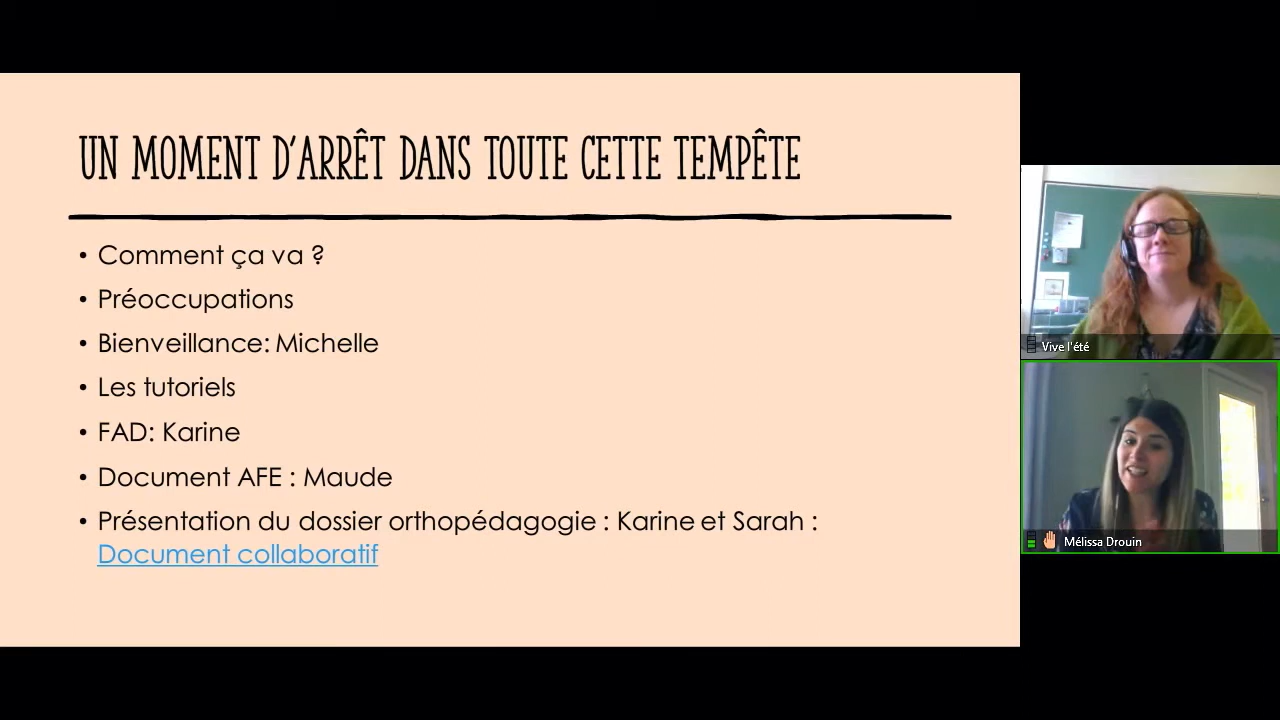 UN MOMENT D'ARRÊT DANS TOUTE CETTE TEMPÊTE
• Comment ça va ?
• Préoccupations
• Bienveillance: Michelle
• Les tutoriels
• FAD: Karine
• Document AFE : Maude
• Présentation du dossier orthopédagogie : Karine et Sarah :
Document collaboratif
Vive l'été
Mélissa Drouin